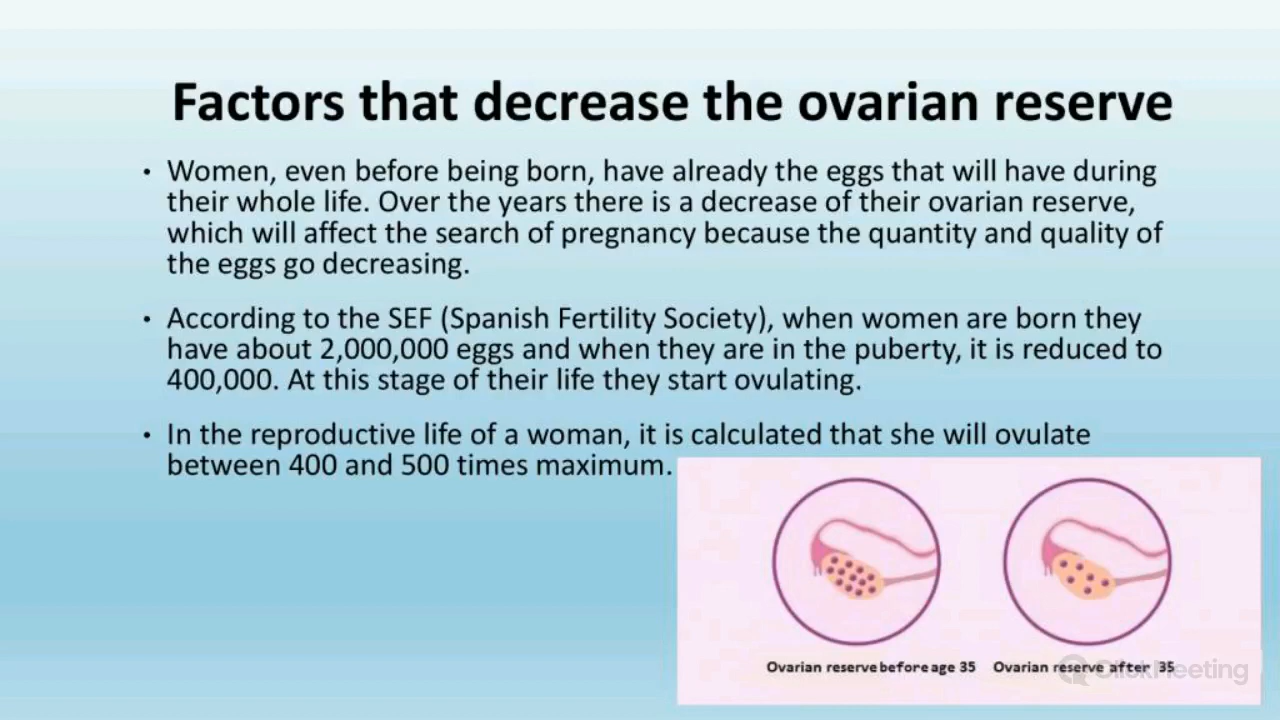 Factors that decrease the ovarian reserve
• Women, even before being born, have already the eggs that will have during
their whole life. Over the years there is a decrease of their ovarian reserve,
which will affect the search of pregnancy because the quantity and quality of
the eggs go decreasing.
• According to the SEF (Spanish Fertility Society), when women are born they
have about 2,000,000 eggs and when they are in the puberty, it is reduced to
400,000. At this stage of their life they start ovulating.
• In the reproductive life of a woman, it is calculated that she will ovulate
between 400 and 500 times maximum.
Ovarian reserve before age 35
Ovarian reserve after 35
ClickMeeting